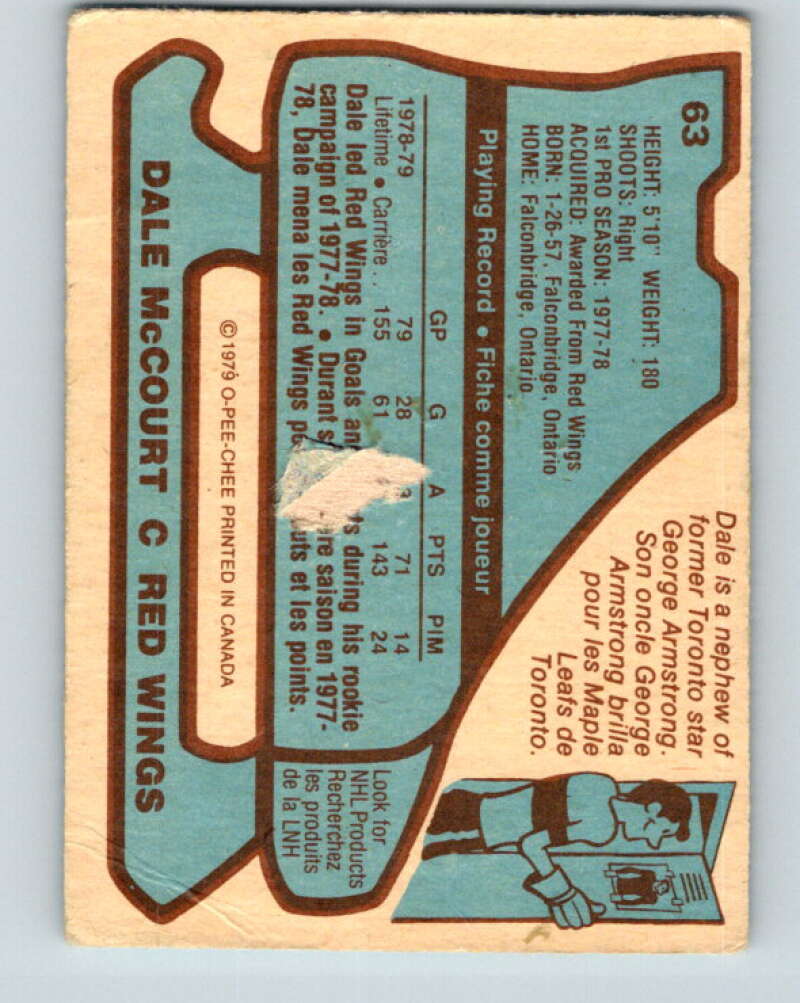 63
HEIGHT: 5'10" WEIGHT: 180
SHOOTS: Right
1st PRO SEASON: 1977-78
ACQUIRED: Awarded From Red Wings
BORN: 1-26-57, Falconbridge, Ontario
HOME: Falconbridge, Ontario
Dale is a nephew of
former Toronto star
George Armstrong.
Son oncle George
Armstrong brilla
pour les Maple
Leafs de
Toronto.
Playing Record • Fiche comme joueur
GP G A PTS PIM
1978-79 79 28 71 14
Lifetime • Carrière... 155 61 143 24
Dale led Red Wings in Goals during his rookie
campaign of 1977-78. • Durant saison en 1977-
78, Dale mena les Red Wings et les points.
Look for
NHL Products
Recherchez
les produits
de la LNH
©1979 O-PEE-CHEE PRINTED IN CANADA
DALE McCOURT C RED WINGS